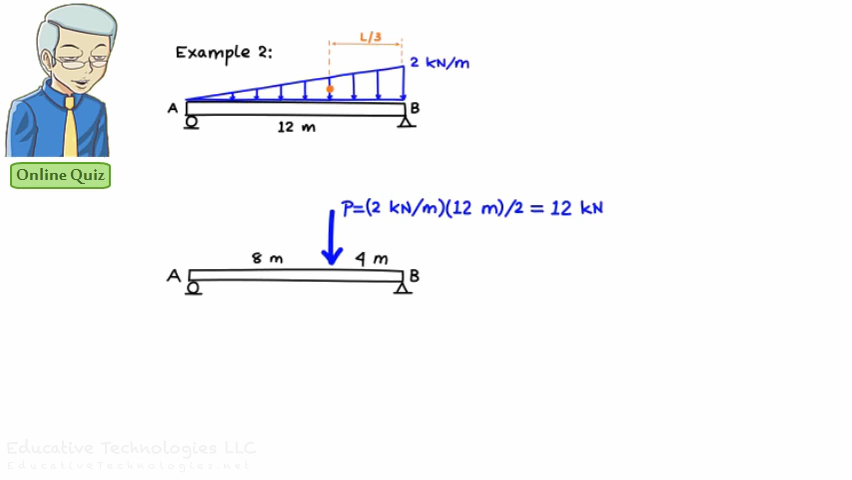 Example 2:
L/3
2 kN/m
A
B
12 m
Online Quiz
P=(2 kN/m)(12 m)/2 = 12 kN
8 m
4 m
A
B
Educative Technologies LLC
EducativeTechnologies.net